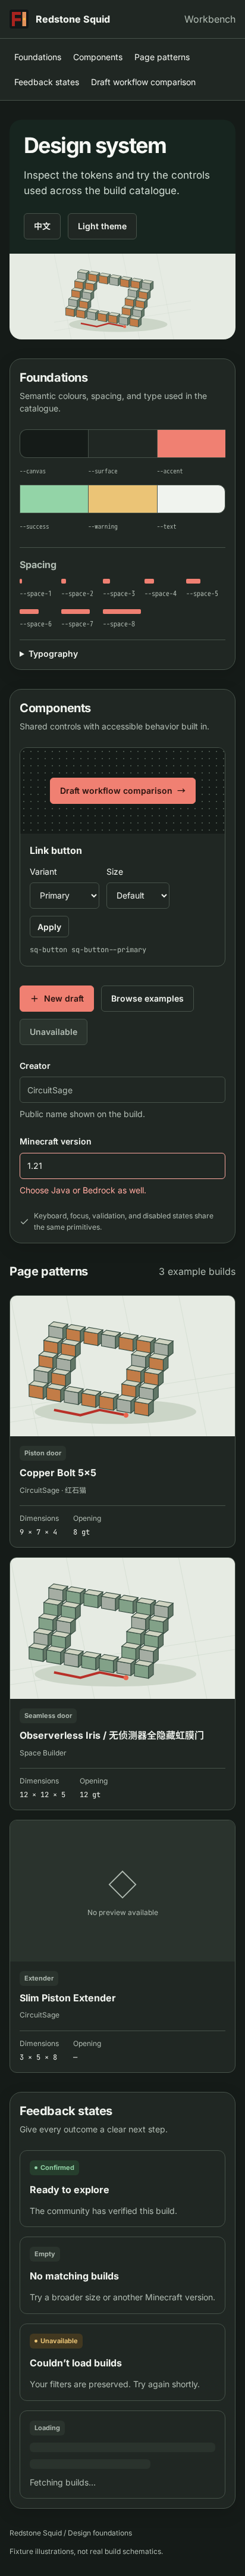 Redstone Squid
Workbench
Foundations
Components
Page patterns
Feedback states
Draft workflow comparison
Design system
Inspect the tokens and try the controls
used across the build catalogue.
中文
Light theme
Foundations
Semantic colours, spacing, and type used in the
catalogue.
--canvas
--surface
--accent
--success
--warning
--text
Spacing
--space-1
--space-2
--space-3
--space-4
--space-5
--space-6
--space-7
--space-8
Typography
Components
Shared controls with accessible behavior built in.
Draft workflow comparison →
Link button
Variant
Size
Primary
Default
Apply
sq-button sq-button--primary
+ New draft
Browse examples
Unavailable
Creator
CircuitSage
Public name shown on the build.
Minecraft version
1.21
Choose Java or Bedrock as well.
Keyboard, focus, validation, and disabled states share
the same primitives.
Page patterns
3 example builds
Piston door
Copper Bolt 5×5
CircuitSage · 红石猫
Dimensions
Opening
9 × 7 × 4
8 gt
Seamless door
Observerless Iris / 无侦测器全隐藏虹膜门
Space Builder
Dimensions
Opening
12 × 12 × 5
12 gt
No preview available
Extender
Slim Piston Extender
CircuitSage
Dimensions
Opening
3 × 5 × 8
—
Feedback states
Give every outcome a clear next step.
Confirmed
Ready to explore
The community has verified this build.
Empty
No matching builds
Try a broader size or another Minecraft version.
Unavailable
Couldn’t load builds
Your filters are preserved. Try again shortly.
Loading
Fetching builds…
Redstone Squid / Design foundations
Fixture illustrations, not real build schematics.